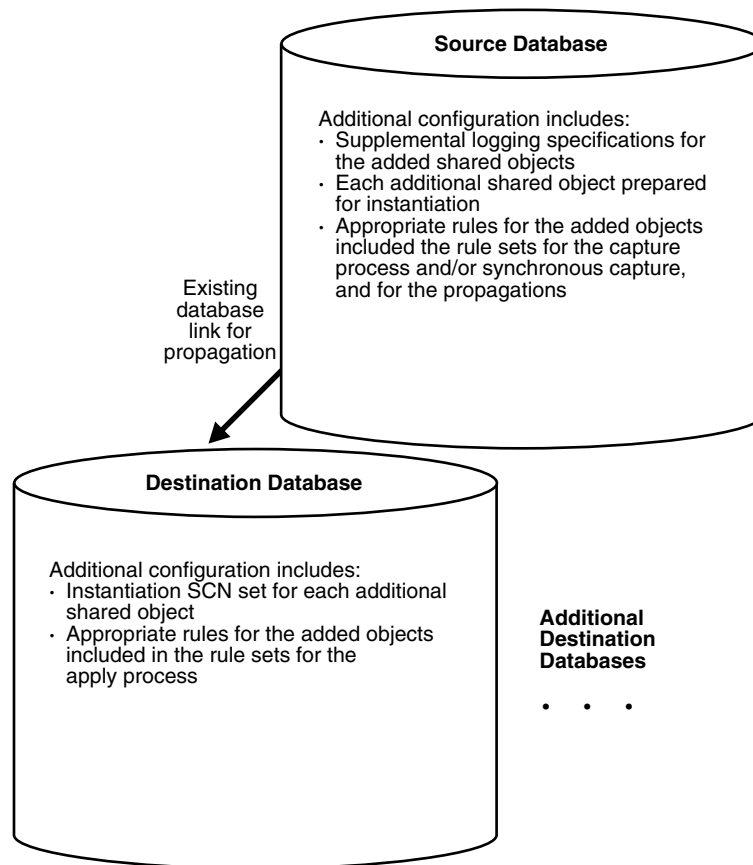 Source Database
Additional configuration includes:
· Supplemental logging specifications for
the added shared objects
· Each additional shared object prepared
for instantiation
· Appropriate rules for the added objects
included the rule sets for the capture
process and/or synchronous capture,
and for the propagations
Existing
database
link for
propagation
Destination Database
Additional configuration includes:
· Instantiation SCN set for each additional
shared object
· Appropriate rules for the added objects
included in the rule sets for the
apply process
Additional
Destination
Databases
. . .